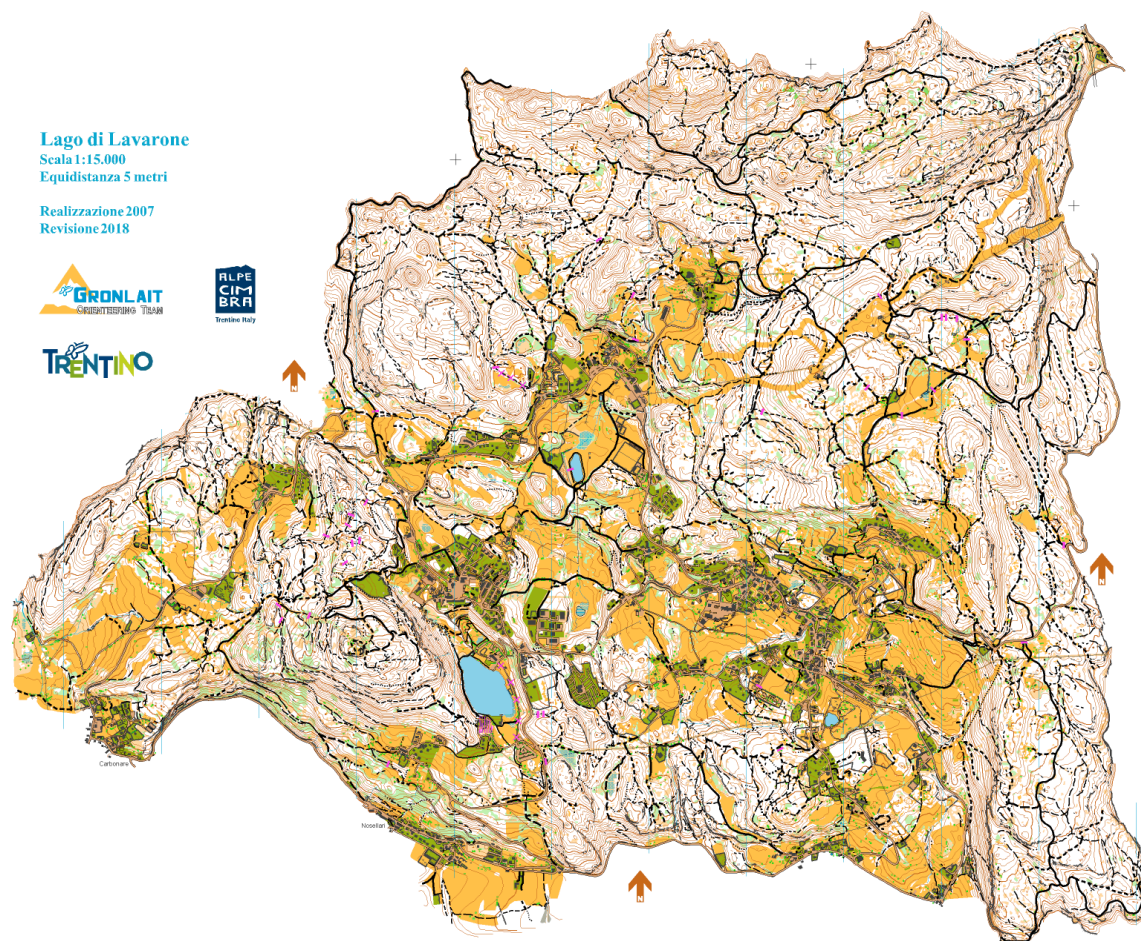 Lago di Lavarone
Scala 1:15.000
Equidistanza 5 metri
Realizzazione 2007
Revisione 2018
GRONLAIT
ORIENTEERING TEAM
ALPE
CIM
BRA
Trentino Italy
TRENTINO
N
N
N
Carbonare
Nosellari